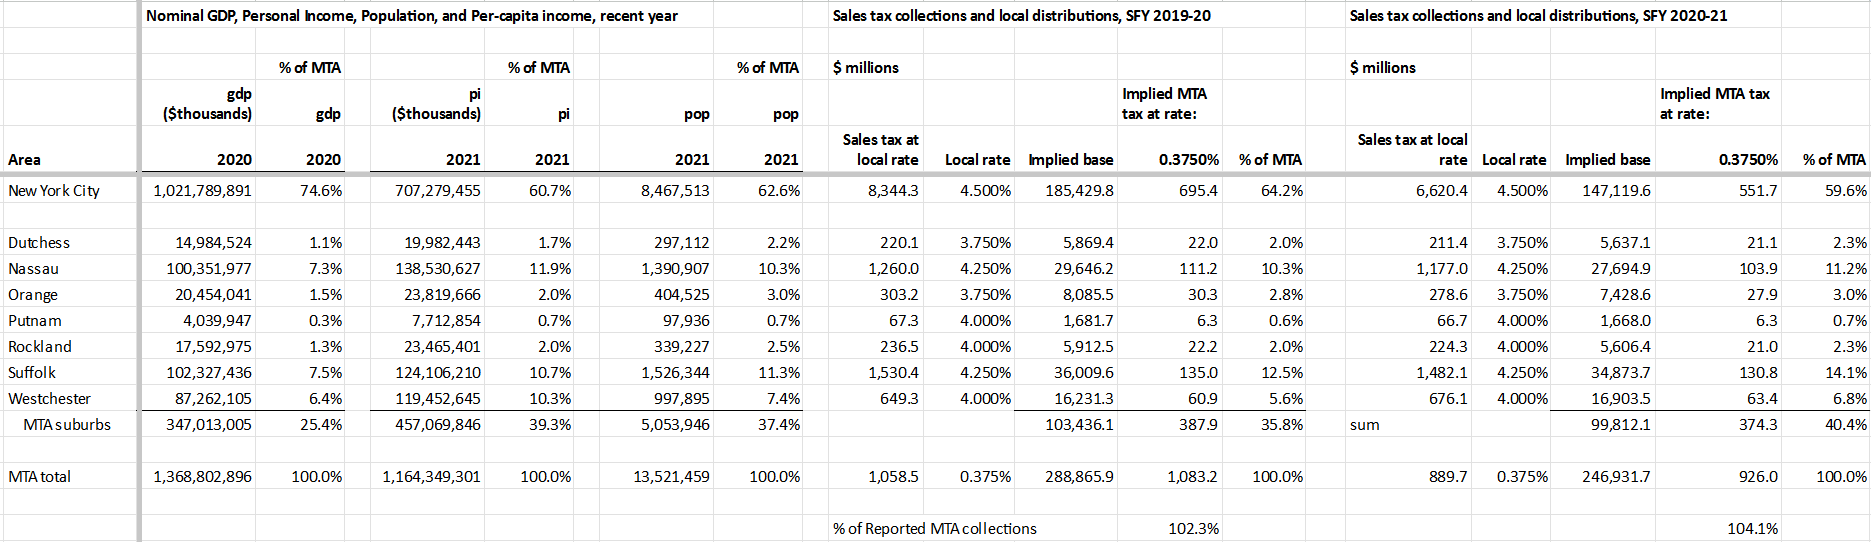 Nominal GDP, Personal Income, Population, and Per-capita income, recent year Sales tax collections and local distributions, SFY 2019-20 Sales tax collections and local distributions, SFY 2020-21
% of MTA % of MTA % of MTA $ millions $ millions
gdp pi Implied MTA Implied MTA tax
($thousands) gdp ($thousands) pi pop pop tax at rate: at rate:
Sales tax at Sales tax at local
Area 2020 2020 2021 2021 2021 2021 local rate Local rate Implied base 0.3750% % of MTA rate Local rate Implied base 0.3750% % of MTA
New York City 1,021,789,891 74.6% 707,279,455 60.7% 8,467,513 62.6% 8,344.3 4.500% 185,429.8 695.4 64.2% 6,620.4 4.500% 147,119.6 551.7 59.6%
Dutchess 14,984,524 1.1% 19,982,443 1.7% 297,112 2.2% 220.1 3.750% 5,869.4 22.0 2.0% 211.4 3.750% 5,637.1 21.1 2.3%
Nassau 100,351,977 7.3% 138,530,627 11.9% 1,390,907 10.3% 1,260.0 4.250% 29,646.2 111.2 10.3% 1,177.0 4.250% 27,694.9 103.9 11.2%
Orange 20,454,041 1.5% 23,819,666 2.0% 404,525 3.0% 303.2 3.750% 8,085.5 30.3 2.8% 278.6 3.750% 7,428.6 27.9 3.0%
Putnam 4,039,947 0.3% 7,712,854 0.7% 97,936 0.7% 67.3 4.000% 1,681.7 6.3 0.6% 66.7 4.000% 1,668.0 6.3 0.7%
Rockland 17,592,975 1.3% 23,465,401 2.0% 339,227 2.5% 236.5 4.000% 5,912.5 22.2 2.0% 224.3 4.000% 5,606.4 21.0 2.3%
Suffolk 102,327,436 7.5% 124,106,210 10.7% 1,526,344 11.3% 1,530.4 4.250% 36,009.6 135.0 12.5% 1,482.1 4.250% 34,873.7 130.8 14.1%
Westchester 87,262,105 6.4% 119,452,645 10.3% 997,895 7.4% 649.3 4.000% 16,231.3 60.9 5.6% 676.1 4.000% 16,903.5 63.4 6.8%
MTA suburbs 347,013,005 25.4% 457,069,846 39.3% 5,053,946 37.4% 103,436.1 387.9 35.8% sum 99,812.1 374.3 40.4%
MTA total 1,368,802,896 100.0% 1,164,349,301 100.0% 13,521,459 100.0% 1,058.5 0.375% 288,865.9 1,083.2 100.0% 889.7 0.375% 246,931.7 926.0 100.0%
% of Reported MTA collections 102.3% 104.1%